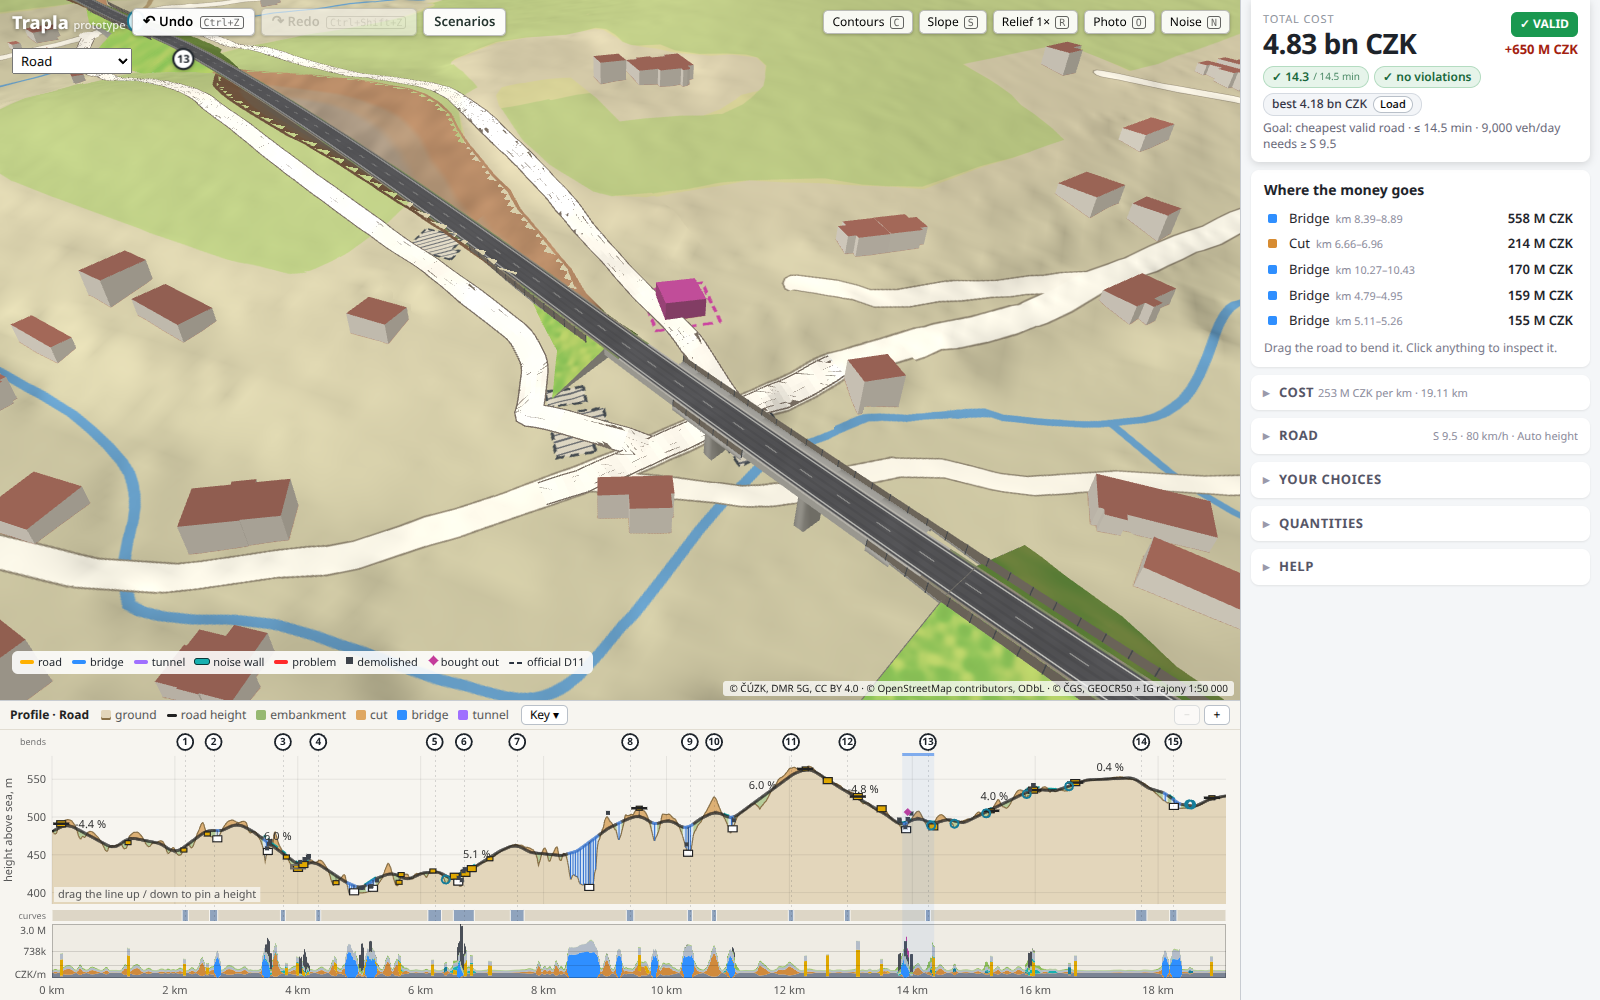 Trapla prototype
↶ Undo Ctrl+Z
Redo Ctrl+Shift+Z
Scenarios
Contours C
Slope S
Relief 1× R
Photo O
Noise N
Road
13
road
bridge
tunnel
noise wall
problem
demolished
bought out
official D11
© ČÚZK, DMR 5G, CC BY 4.0 · © OpenStreetMap contributors, ODbL · © ČGS, GEOCR50 + IG rajony 1:50 000
TOTAL COST
4.83 bn CZK
✓ VALID
+650 M CZK
✓ 14.3 / 14.5 min
✓ no violations
best 4.18 bn CZK Load
Goal: cheapest valid road · ≤ 14.5 min · 9,000 veh/day
needs ≥ S 9.5
Where the money goes
Bridge km 8.39–8.89 558 M CZK
Cut km 6.66–6.96 214 M CZK
Bridge km 10.27–10.43 170 M CZK
Bridge km 4.79–4.95 159 M CZK
Bridge km 5.11–5.26 155 M CZK
Drag the road to bend it. Click anything to inspect it.
▸ COST 253 M CZK per km · 19.11 km
▸ ROAD S 9.5 · 80 km/h · Auto height
▸ YOUR CHOICES
▸ QUANTITIES
▸ HELP
Profile · Road
ground
road height
embankment
cut
bridge
tunnel
Key ▾
−
+
bends
1 2 3 4 5 6 7 8 9 10 11 12 13 14 15
height above sea, m
550
500
450
400
-4.4 %
6.0 %
5.1 %
6.0 %
-4.8 %
4.0 %
0.4 %
drag the line up / down to pin a height
curves
3.0 M
738k
CZK/m
0 km 2 km 4 km 6 km 8 km 10 km 12 km 14 km 16 km 18 km